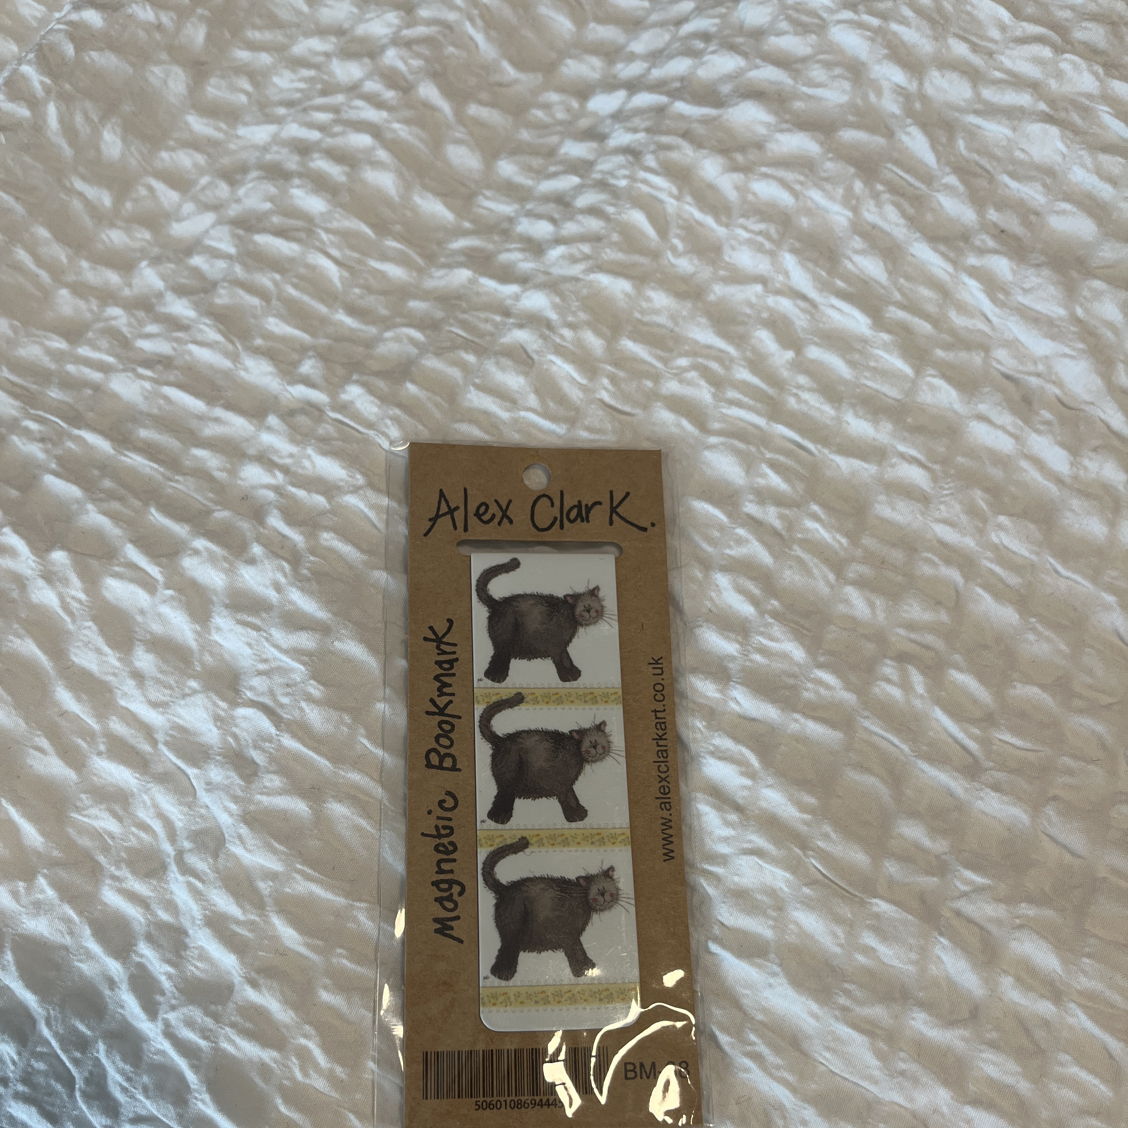 Alex Clark.
Magnetic Bookmark
www.alexclarkart.co.uk